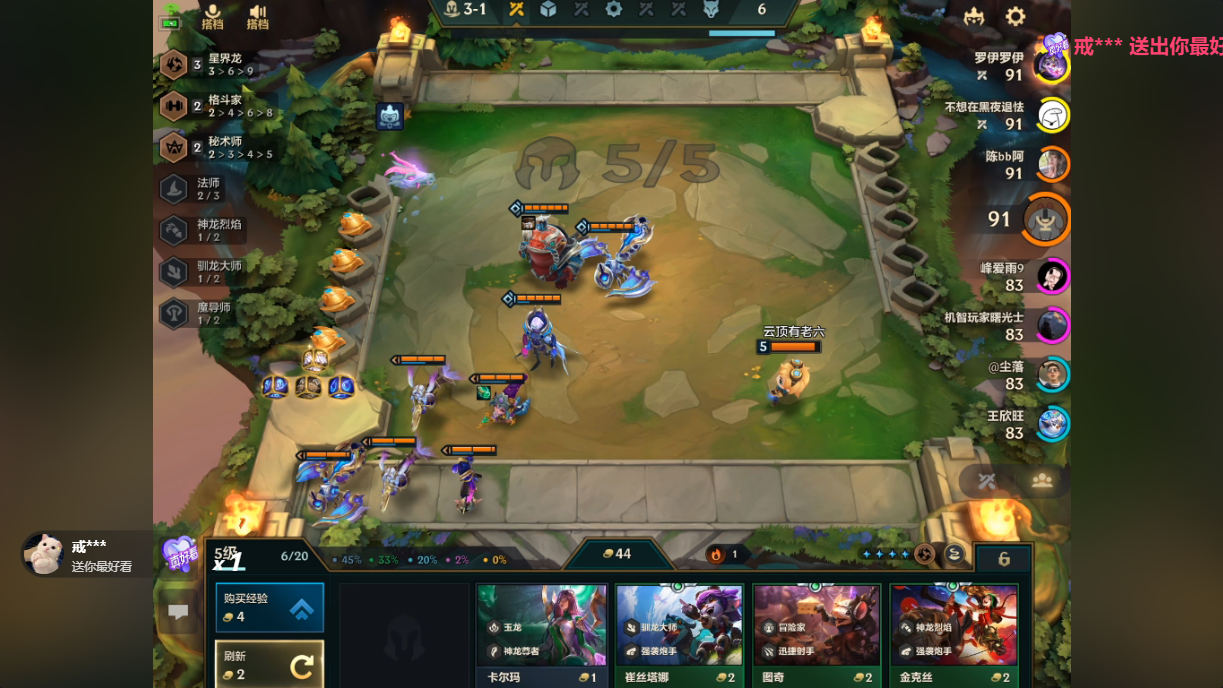 搭档
搭档
3-1
6
3 星界龙
3 > 6 > 9
2 格斗家
2 > 4 > 6 > 8
2 秘术师
2 > 3 > 4 > 5
法师
2 / 3
神龙烈焰
1 / 2
驯龙大师
1 / 2
魔导师
1 / 2
5/5
云顶有老六
5
罗伊罗伊
91
不想在黑夜退怯
91
陈bb阿
91
91
峰爱雨9
83
机智玩家曙光士
83
@尘落
83
王欣旺
83
戒*** 送出你最好
戒***
送你最好看
真好看
x1
5级
6/20
45% 33% 20% 2% 0%
44
1
6
购买经验
4
刷新
2
玉龙
神龙尊者
卡尔玛 1
驯龙大师
强袭炮手
崔丝塔娜 2
冒险家
迅捷射手
图奇 2
神龙烈焰
强袭炮手
金克丝 2